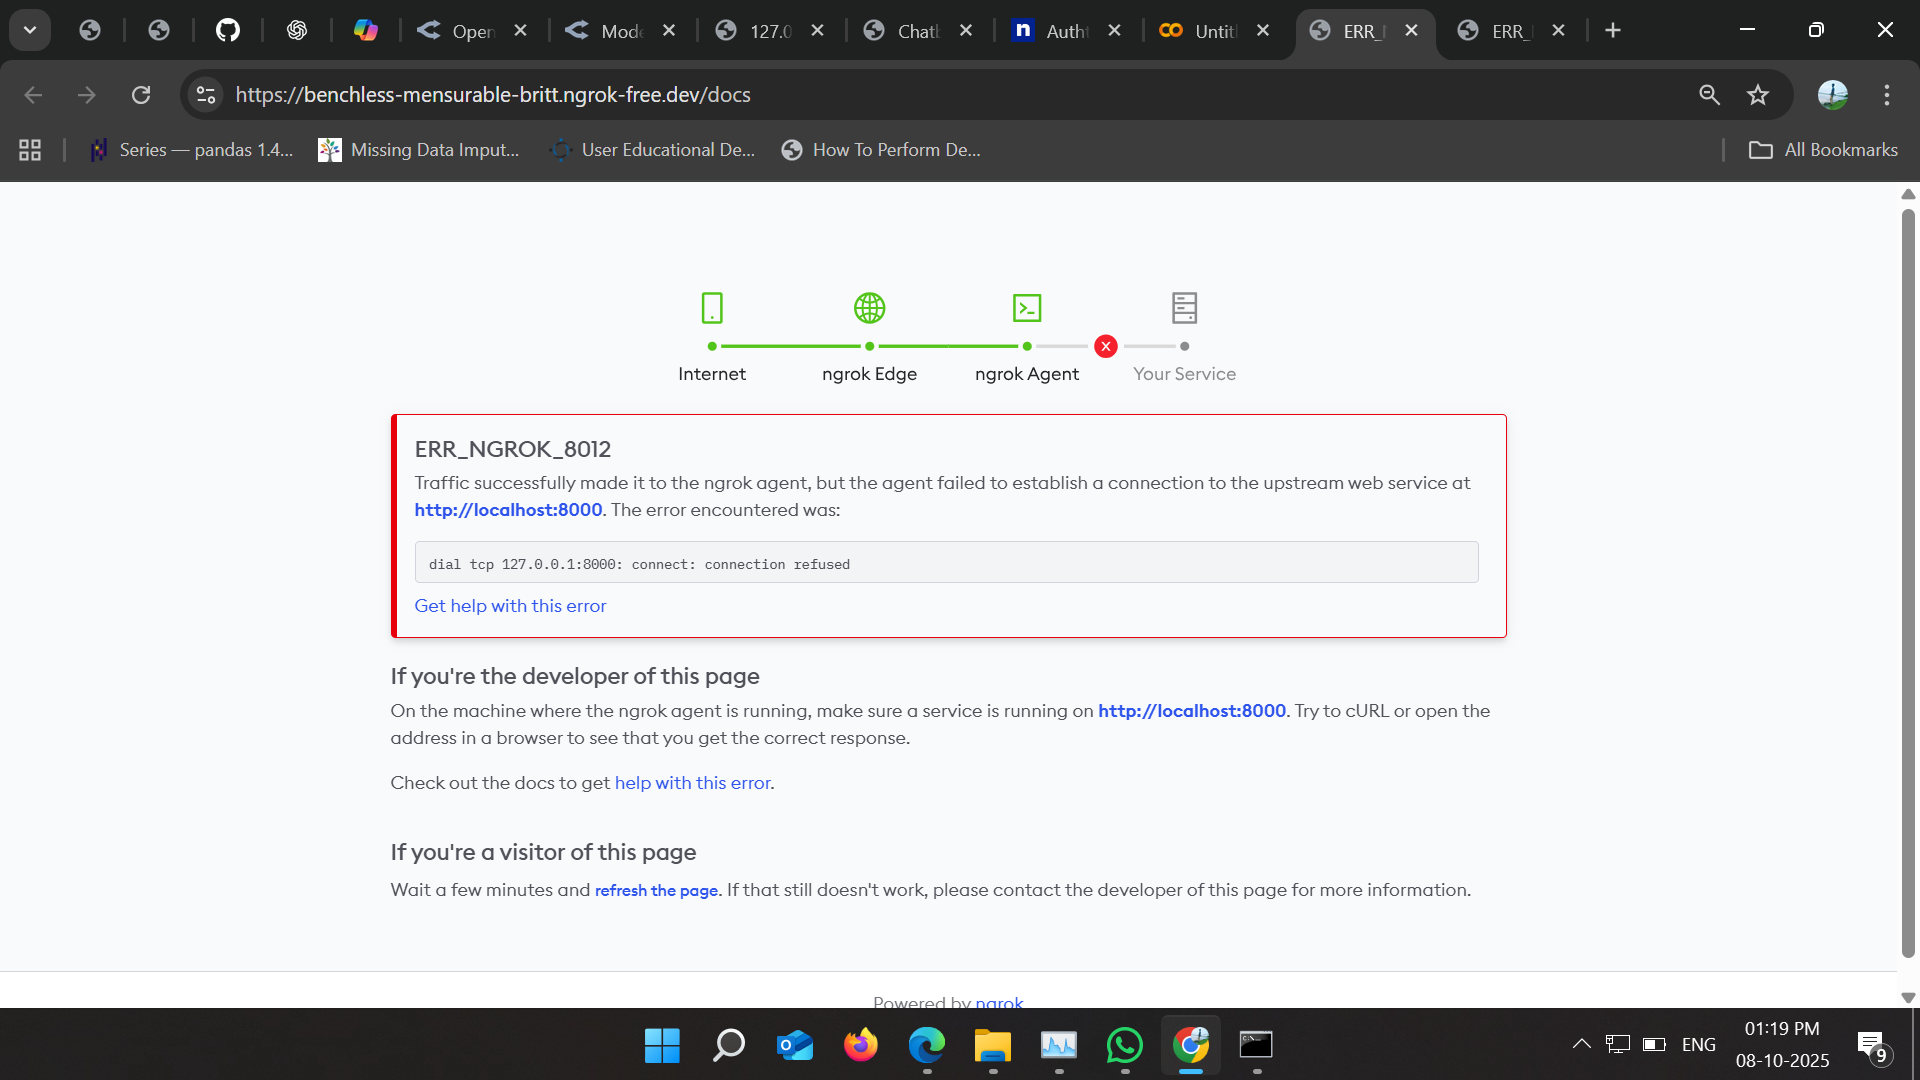 Open
Mode
127.0
Chatb
n
Autht
Untit
ERR_
ERR_
https://benchless-mensurable-britt.ngrok-free.dev/docs
Series — pandas 1.4...
Missing Data Imput...
User Educational De...
How To Perform De...
All Bookmarks
Internet
ngrok Edge
ngrok Agent
Your Service
ERR_NGROK_8012
Traffic successfully made it to the ngrok agent, but the agent failed to establish a connection to the upstream web service at
http://localhost:8000. The error encountered was:
dial tcp 127.0.0.1:8000: connect: connection refused
Get help with this error
If you're the developer of this page
On the machine where the ngrok agent is running, make sure a service is running on http://localhost:8000. Try to cURL or open the
address in a browser to see that you get the correct response.
Check out the docs to get help with this error.
If you're a visitor of this page
Wait a few minutes and refresh the page. If that still doesn't work, please contact the developer of this page for more information.
Powered by ngrok
ENG
01:19 PM
08-10-2025
9